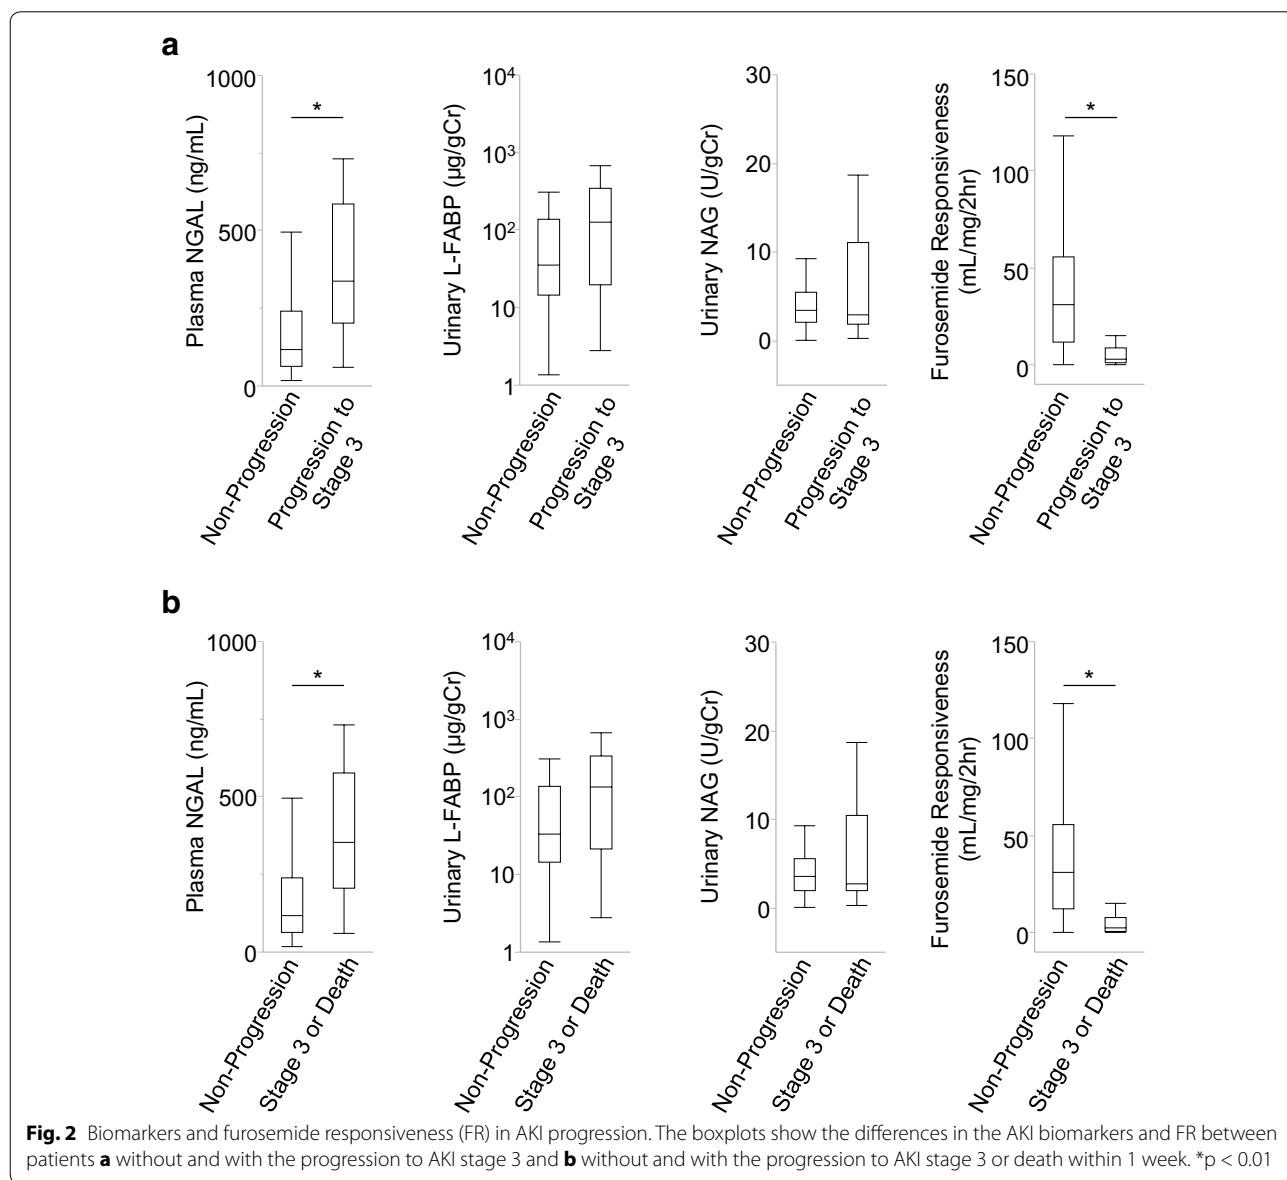 a
Plasma NGAL (ng/mL)
1000
500
0
*
Non-Progression
Progression to
Stage 3
Urinary L-FABP (µg/gCr)
10⁴
10³
10²
10
1
Non-Progression
Progression to
Stage 3
Urinary NAG (U/gCr)
30
20
10
0
Non-Progression
Progression to
Stage 3
Furosemide Responsiveness
(mL/mg/2hr)
150
100
50
0
*
Non-Progression
Progression to
Stage 3
b
Plasma NGAL (ng/mL)
1000
500
0
*
Non-Progression
Stage 3 or Death
Urinary L-FABP (µg/gCr)
10⁴
10³
10²
10
1
Non-Progression
Stage 3 or Death
Urinary NAG (U/gCr)
30
20
10
0
Non-Progression
Stage 3 or Death
Furosemide Responsiveness
(mL/mg/2hr)
150
100
50
0
*
Non-Progression
Stage 3 or Death
Fig. 2 Biomarkers and furosemide responsiveness (FR) in AKI progression. The boxplots show the differences in the AKI biomarkers and FR between
patients a without and with the progression to AKI stage 3 and b without and with the progression to AKI stage 3 or death within 1 week. *p < 0.01